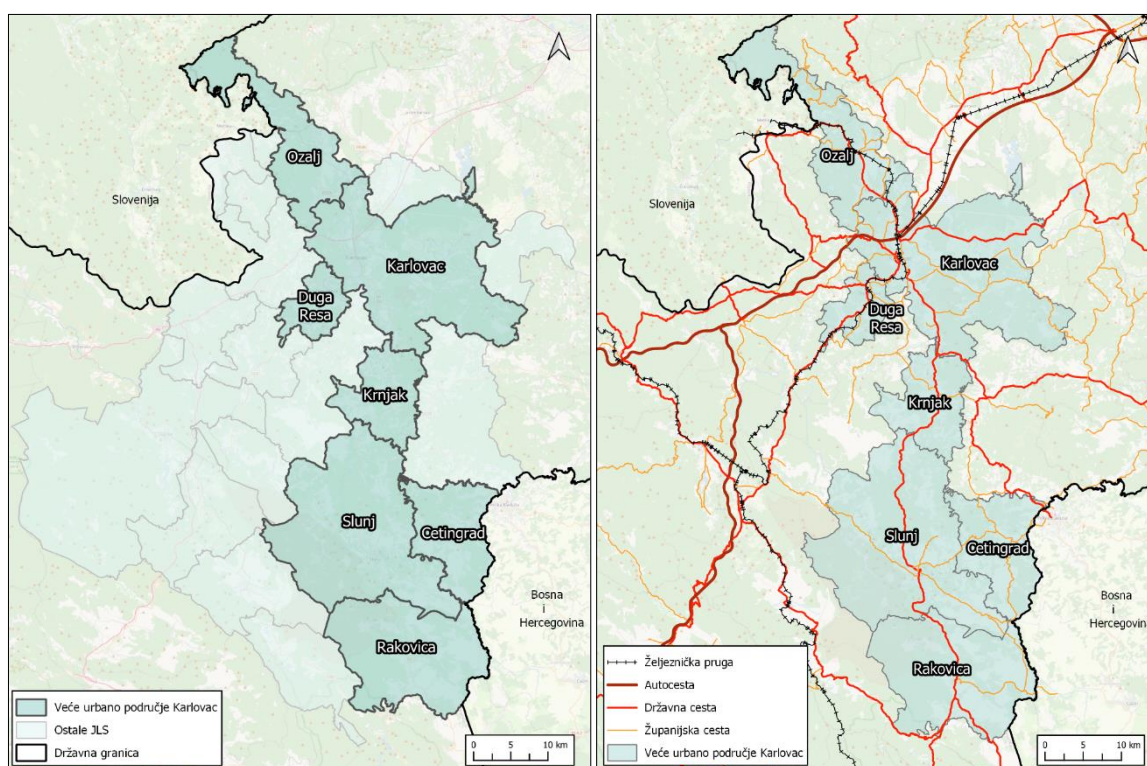 Ozalj
Slovenija
Karlovac
Duga
Resa
Krnjak
Slunj
Cetingrad
Bosna
i
Hercegovina
Rakovica
Veće urbano područje Karlovac
Ostale JLS
Državna granica
0 5 10 km
Ozalj
Slovenija
Karlovac
Duga
Resa
Krnjak
Slunj
Cetingrad
Bosna
i
Hercegovina
Rakovica
Željeznička pruga
Autocesta
Državna cesta
Županijska cesta
Veće urbano područje Karlovac
0 5 10 km